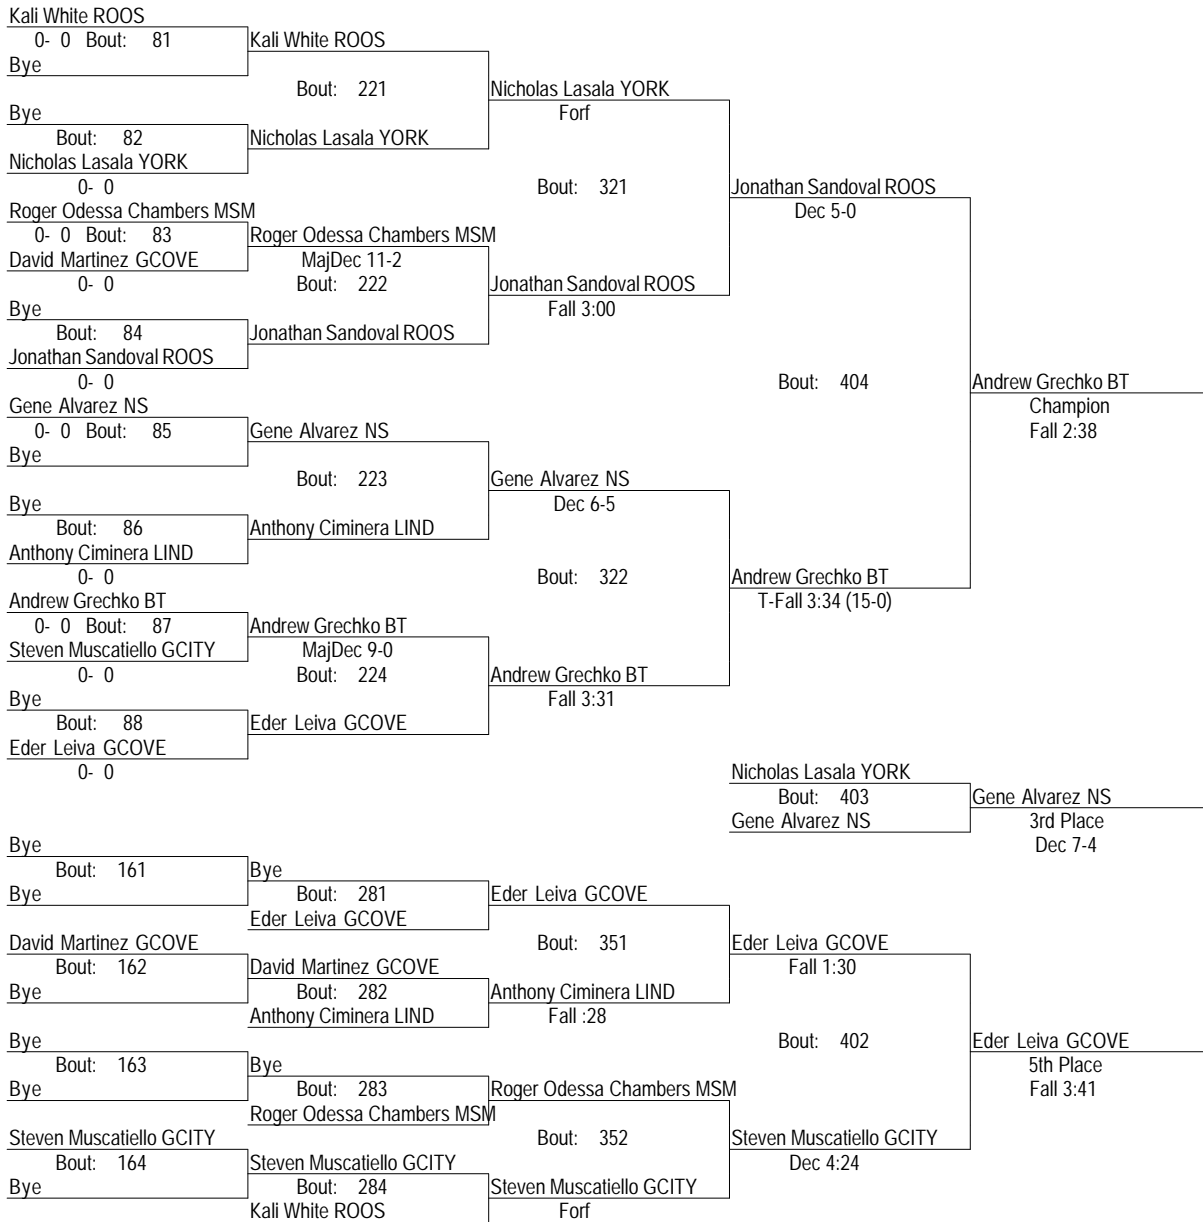 Kali White ROOS
0- 0 Bout: 81 Kali White ROOS
Bye
Bout: 221 Nicholas Lasala YORK
Bye Forf
Bout: 82 Nicholas Lasala YORK
Nicholas Lasala YORK
0- 0 Bout: 321 Jonathan Sandoval ROOS
Roger Odessa Chambers MSM Dec 5-0
0- 0 Bout: 83 Roger Odessa Chambers MSM
David Martinez GCOVE MajDec 11-2
0- 0 Bout: 222 Jonathan Sandoval ROOS
Bye Fall 3:00
Bout: 84 Jonathan Sandoval ROOS
Jonathan Sandoval ROOS
0- 0 Bout: 404 Andrew Grechko BT
Gene Alvarez NS Champion
0- 0 Bout: 85 Gene Alvarez NS Fall 2:38
Bye
Bout: 223 Gene Alvarez NS
Bye Dec 6-5
Bout: 86 Anthony Ciminera LIND
Anthony Ciminera LIND
0- 0 Bout: 322 Andrew Grechko BT
Andrew Grechko BT T-Fall 3:34 (15-0)
0- 0 Bout: 87 Andrew Grechko BT
Steven Muscatiello GCITY MajDec 9-0
0- 0 Bout: 224 Andrew Grechko BT
Bye Fall 3:31
Bout: 88 Eder Leiva GCOVE
Eder Leiva GCOVE
0- 0 Nicholas Lasala YORK
Bout: 403 Gene Alvarez NS
Gene Alvarez NS 3rd Place
Bye Dec 7-4
Bout: 161 Bye
Bye Bout: 281 Eder Leiva GCOVE
Eder Leiva GCOVE
David Martinez GCOVE Bout: 351 Eder Leiva GCOVE
Bout: 162 David Martinez GCOVE Fall 1:30
Bye Bout: 282 Anthony Ciminera LIND
Anthony Ciminera LIND Fall :28
Bye Bout: 402 Eder Leiva GCOVE
Bout: 163 Bye 5th Place
Bye Bout: 283 Roger Odessa Chambers MSM Fall 3:41
Roger Odessa Chambers MSM
Steven Muscatiello GCITY Bout: 352 Steven Muscatiello GCITY
Bout: 164 Steven Muscatiello GCITY Dec 4:24
Bye Bout: 284 Steven Muscatiello GCITY
Kali White ROOS Forf